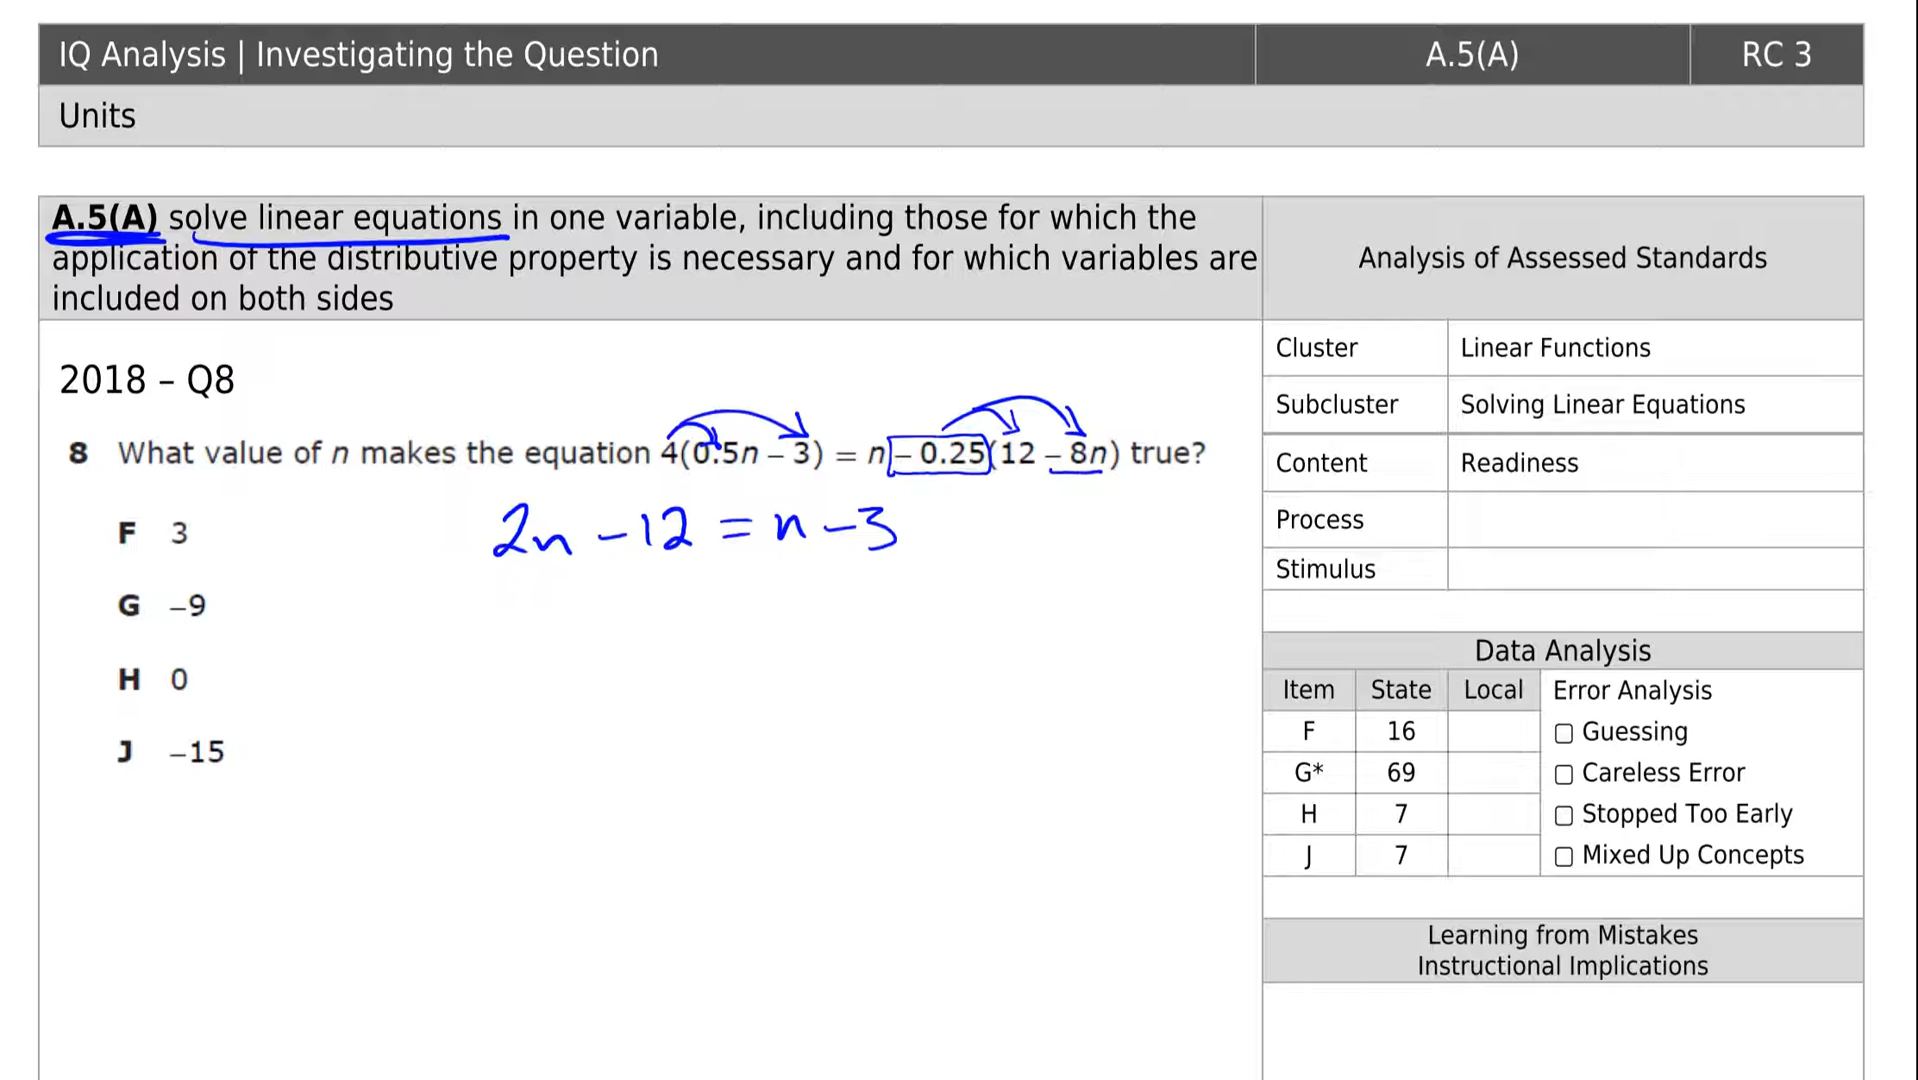 IQ Analysis | Investigating the Question
A.5(A)
RC 3
Units
A.5(A) solve linear equations in one variable, including those for which the
application of the distributive property is necessary and for which variables are
included on both sides
Analysis of Assessed Standards
Cluster Linear Functions
Subcluster Solving Linear Equations
Content Readiness
Process
Stimulus
2018 – Q8
8 What value of n makes the equation 4(0.5n – 3) = n – 0.25(12 – 8n) true?
2n – 12 = n – 3
F 3
G –9
H 0
J –15
Data Analysis
Item State Local Error Analysis
F 16 ☐ Guessing
G* 69 ☐ Careless Error
H 7 ☐ Stopped Too Early
J 7 ☐ Mixed Up Concepts
Learning from Mistakes
Instructional Implications